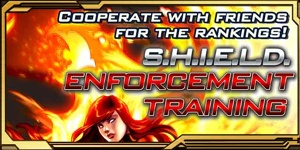 COOPERATE WITH FRIENDS
FOR THE RANKINGS!
S.H.I.E.L.D.
ENFORCEMENT
TRAINING